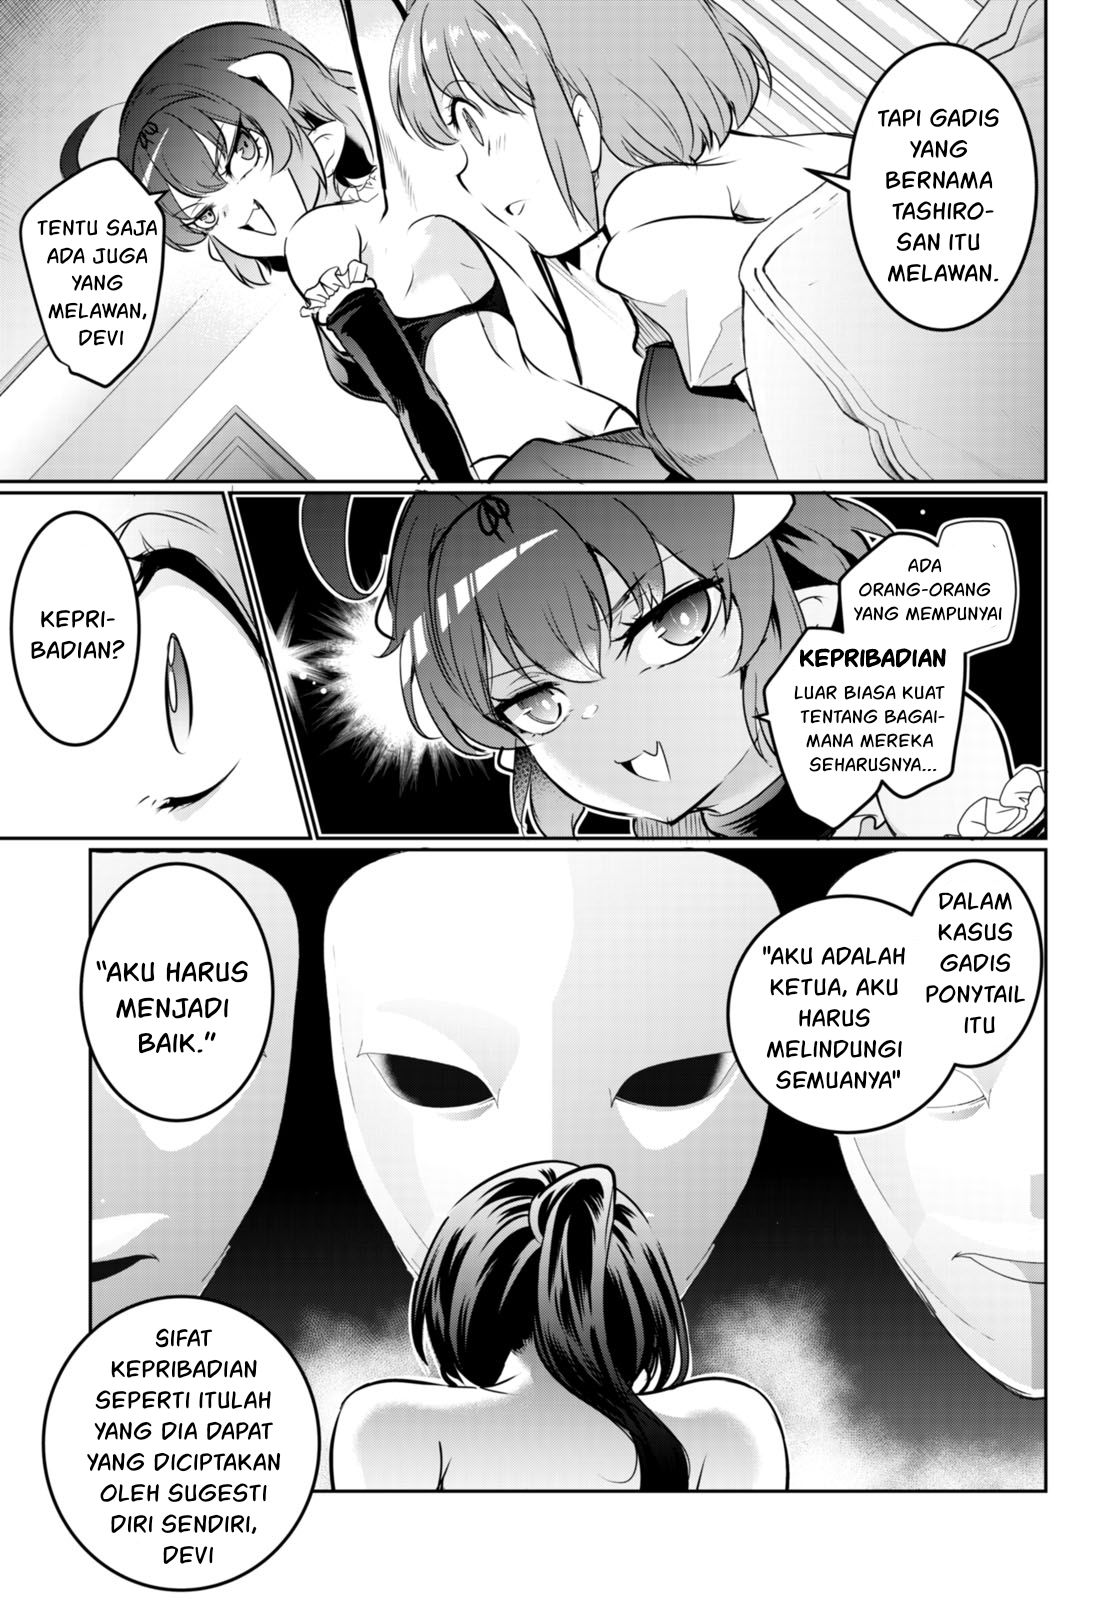 TAPI GADIS
YANG
BERNAMA
TASHIRO-
SAN ITU
MELAWAN.
TENTU SAJA
ADA JUGA
YANG
MELAWAN,
DEVI
ADA
ORANG-ORANG
YANG MEMPUNYAI
KEPRIBADIAN
LUAR BIASA KUAT
TENTANG BAGAI-
MANA MEREKA
SEHARUSNYA...
KEPRI-
BADIAN?
DALAM
KASUS
GADIS
PONYTAIL
ITU
"AKU ADALAH
KETUA, AKU
HARUS
MELINDUNGI
SEMUANYA"
"AKU HARUS
MENJADI
BAIK."
SIFAT
KEPRIBADIAN
SEPERTI ITULAH
YANG DIA DAPAT
YANG DICIPTAKAN
OLEH SUGESTI
DIRI SENDIRI,
DEVI